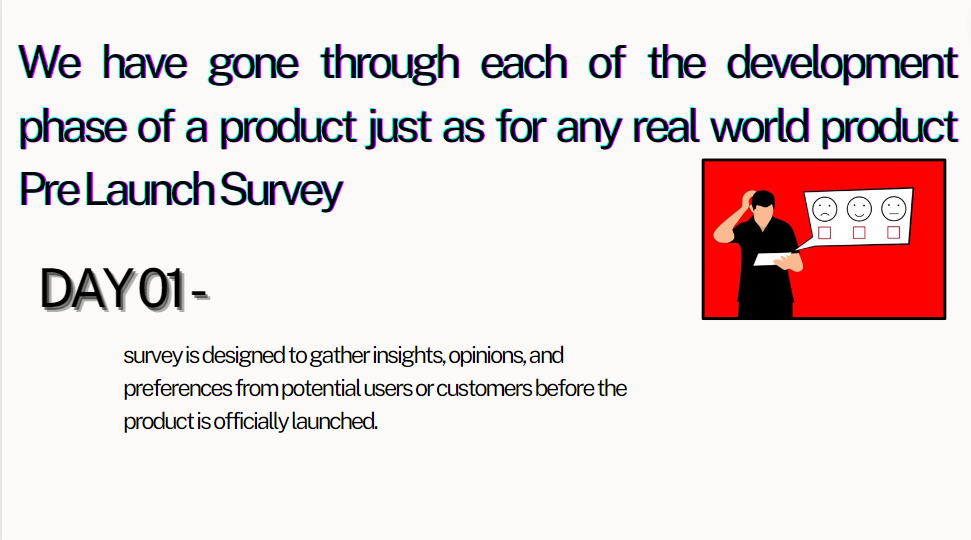 We have gone through each of the development
phase of a product just as for any real world product
Pre Launch Survey
DAY 01 -
survey is designed to gather insights, opinions, and
preferences from potential users or customers before the
product is officially launched.